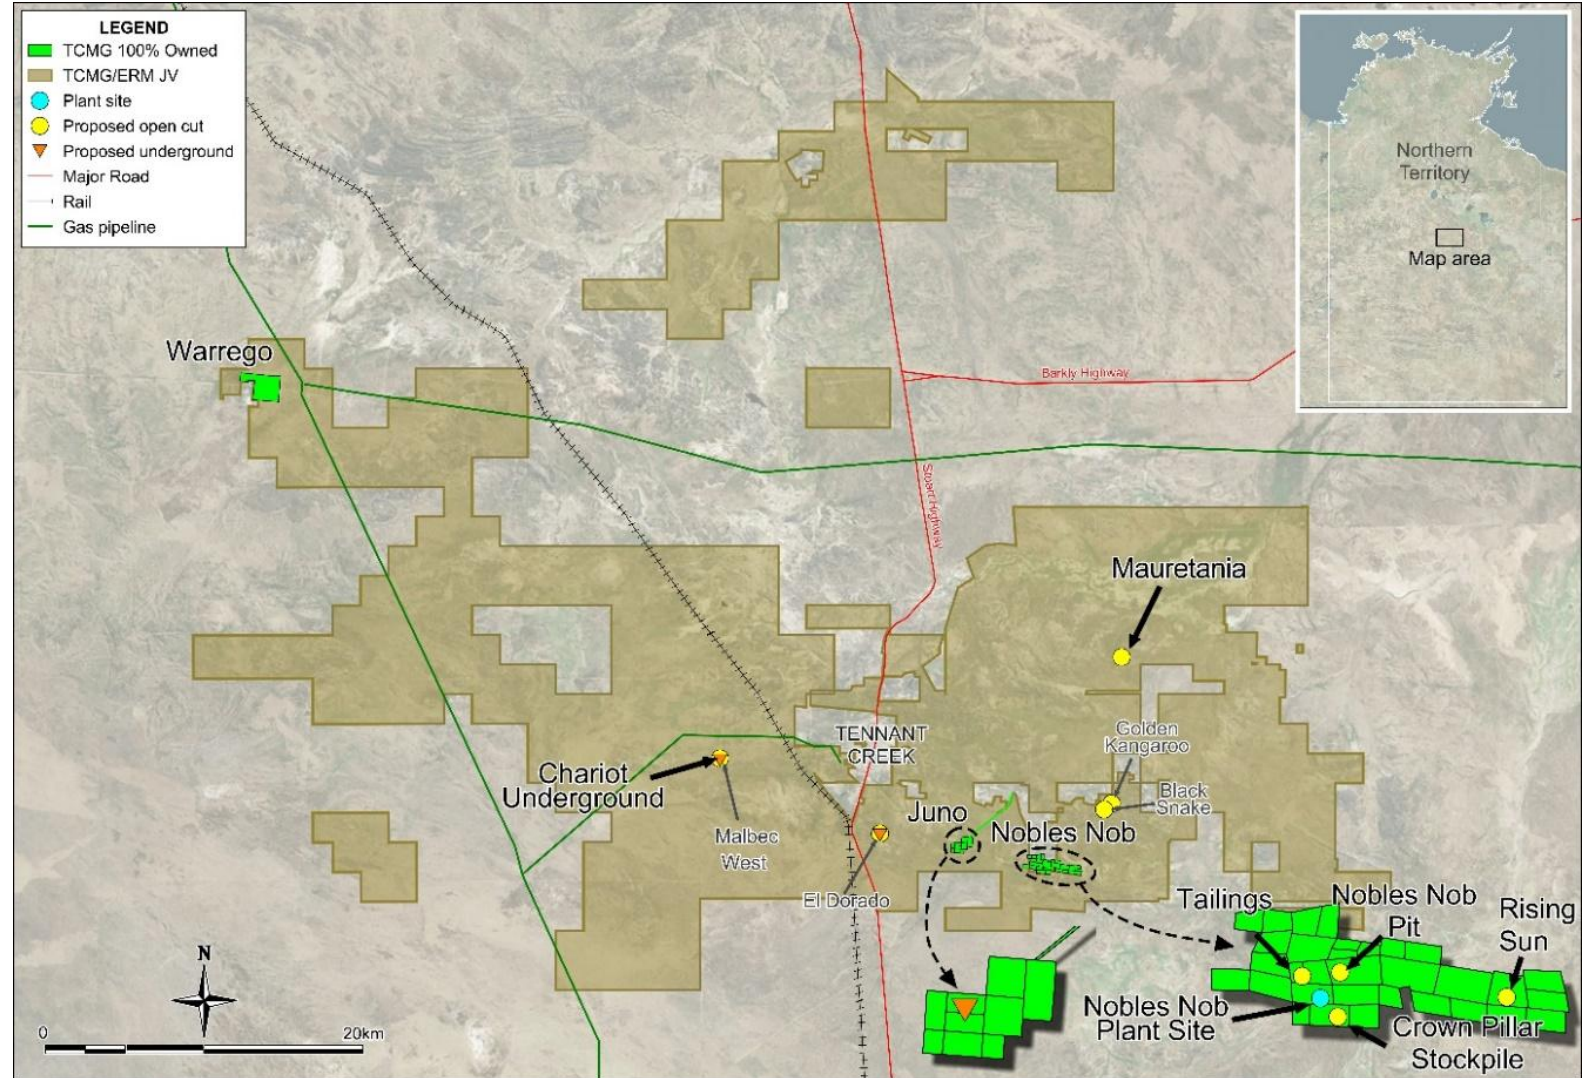 LEGEND
TCMG 100% Owned
TCMG/ERM JV
Plant site
Proposed open cut
Proposed underground
Major Road
Rail
Gas pipeline
Northern
Territory
Map area
Warrego
Barkly Highway
Stuart Highway
Mauretania
TENNANT
CREEK
Golden
Kangaroo
Chariot
Underground
Black
Snake
Juno
Nobles Nob
Malbec
West
El Dorado
Tailings
Nobles Nob
Pit
Rising
Sun
Nobles Nob
Plant Site
Crown Pillar
Stockpile
N
0
20km